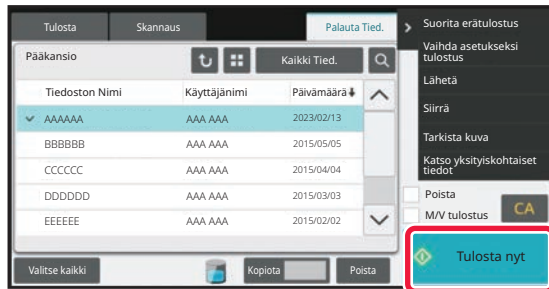 Tulosta
Skannaus
Palauta Tied.
Pääkansio
Kaikki Tied.
Tiedoston Nimi
Käyttäjänimi
Päivämäärä
AAAAAA
AAA AAA
2023/02/13
BBBBBB
AAA AAA
2015/05/05
CCCCCC
AAA AAA
2015/04/04
DDDDDD
AAA AAA
2015/03/03
EEEEEE
AAA AAA
2015/02/02
Valitse kaikki
Kopiota
Poista
Suorita erätulostus
Vaihda asetukseksi
tulostus
Lähetä
Siirrä
Tarkista kuva
Katso yksityiskohtaiset
tiedot
Poista
M/V tulostus
CA
Tulosta nyt